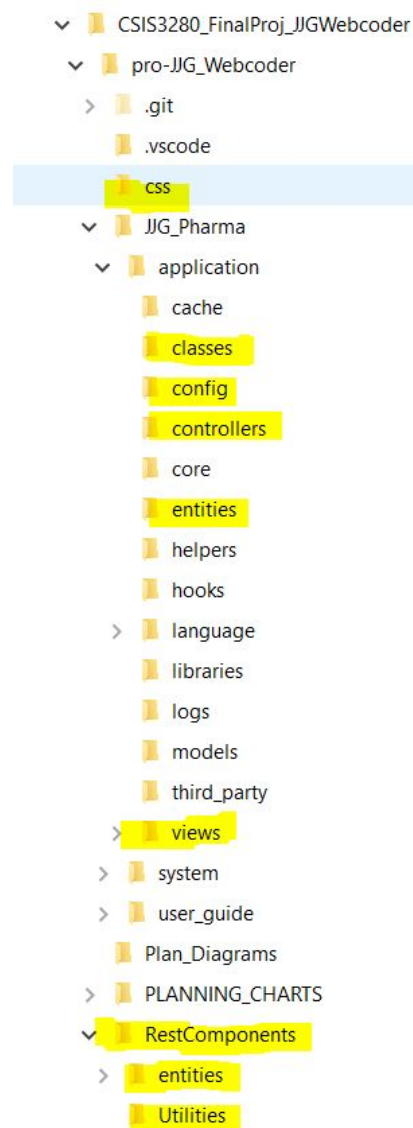 CSIS3280_FinalProj_JJGWebcoder
pro-JJG_Webcoder
.git
.vscode
css
JJG_Pharma
application
cache
classes
config
controllers
core
entities
helpers
hooks
language
libraries
logs
models
third_party
views
system
user_guide
Plan_Diagrams
PLANNING_CHARTS
RestComponents
entities
Utilities